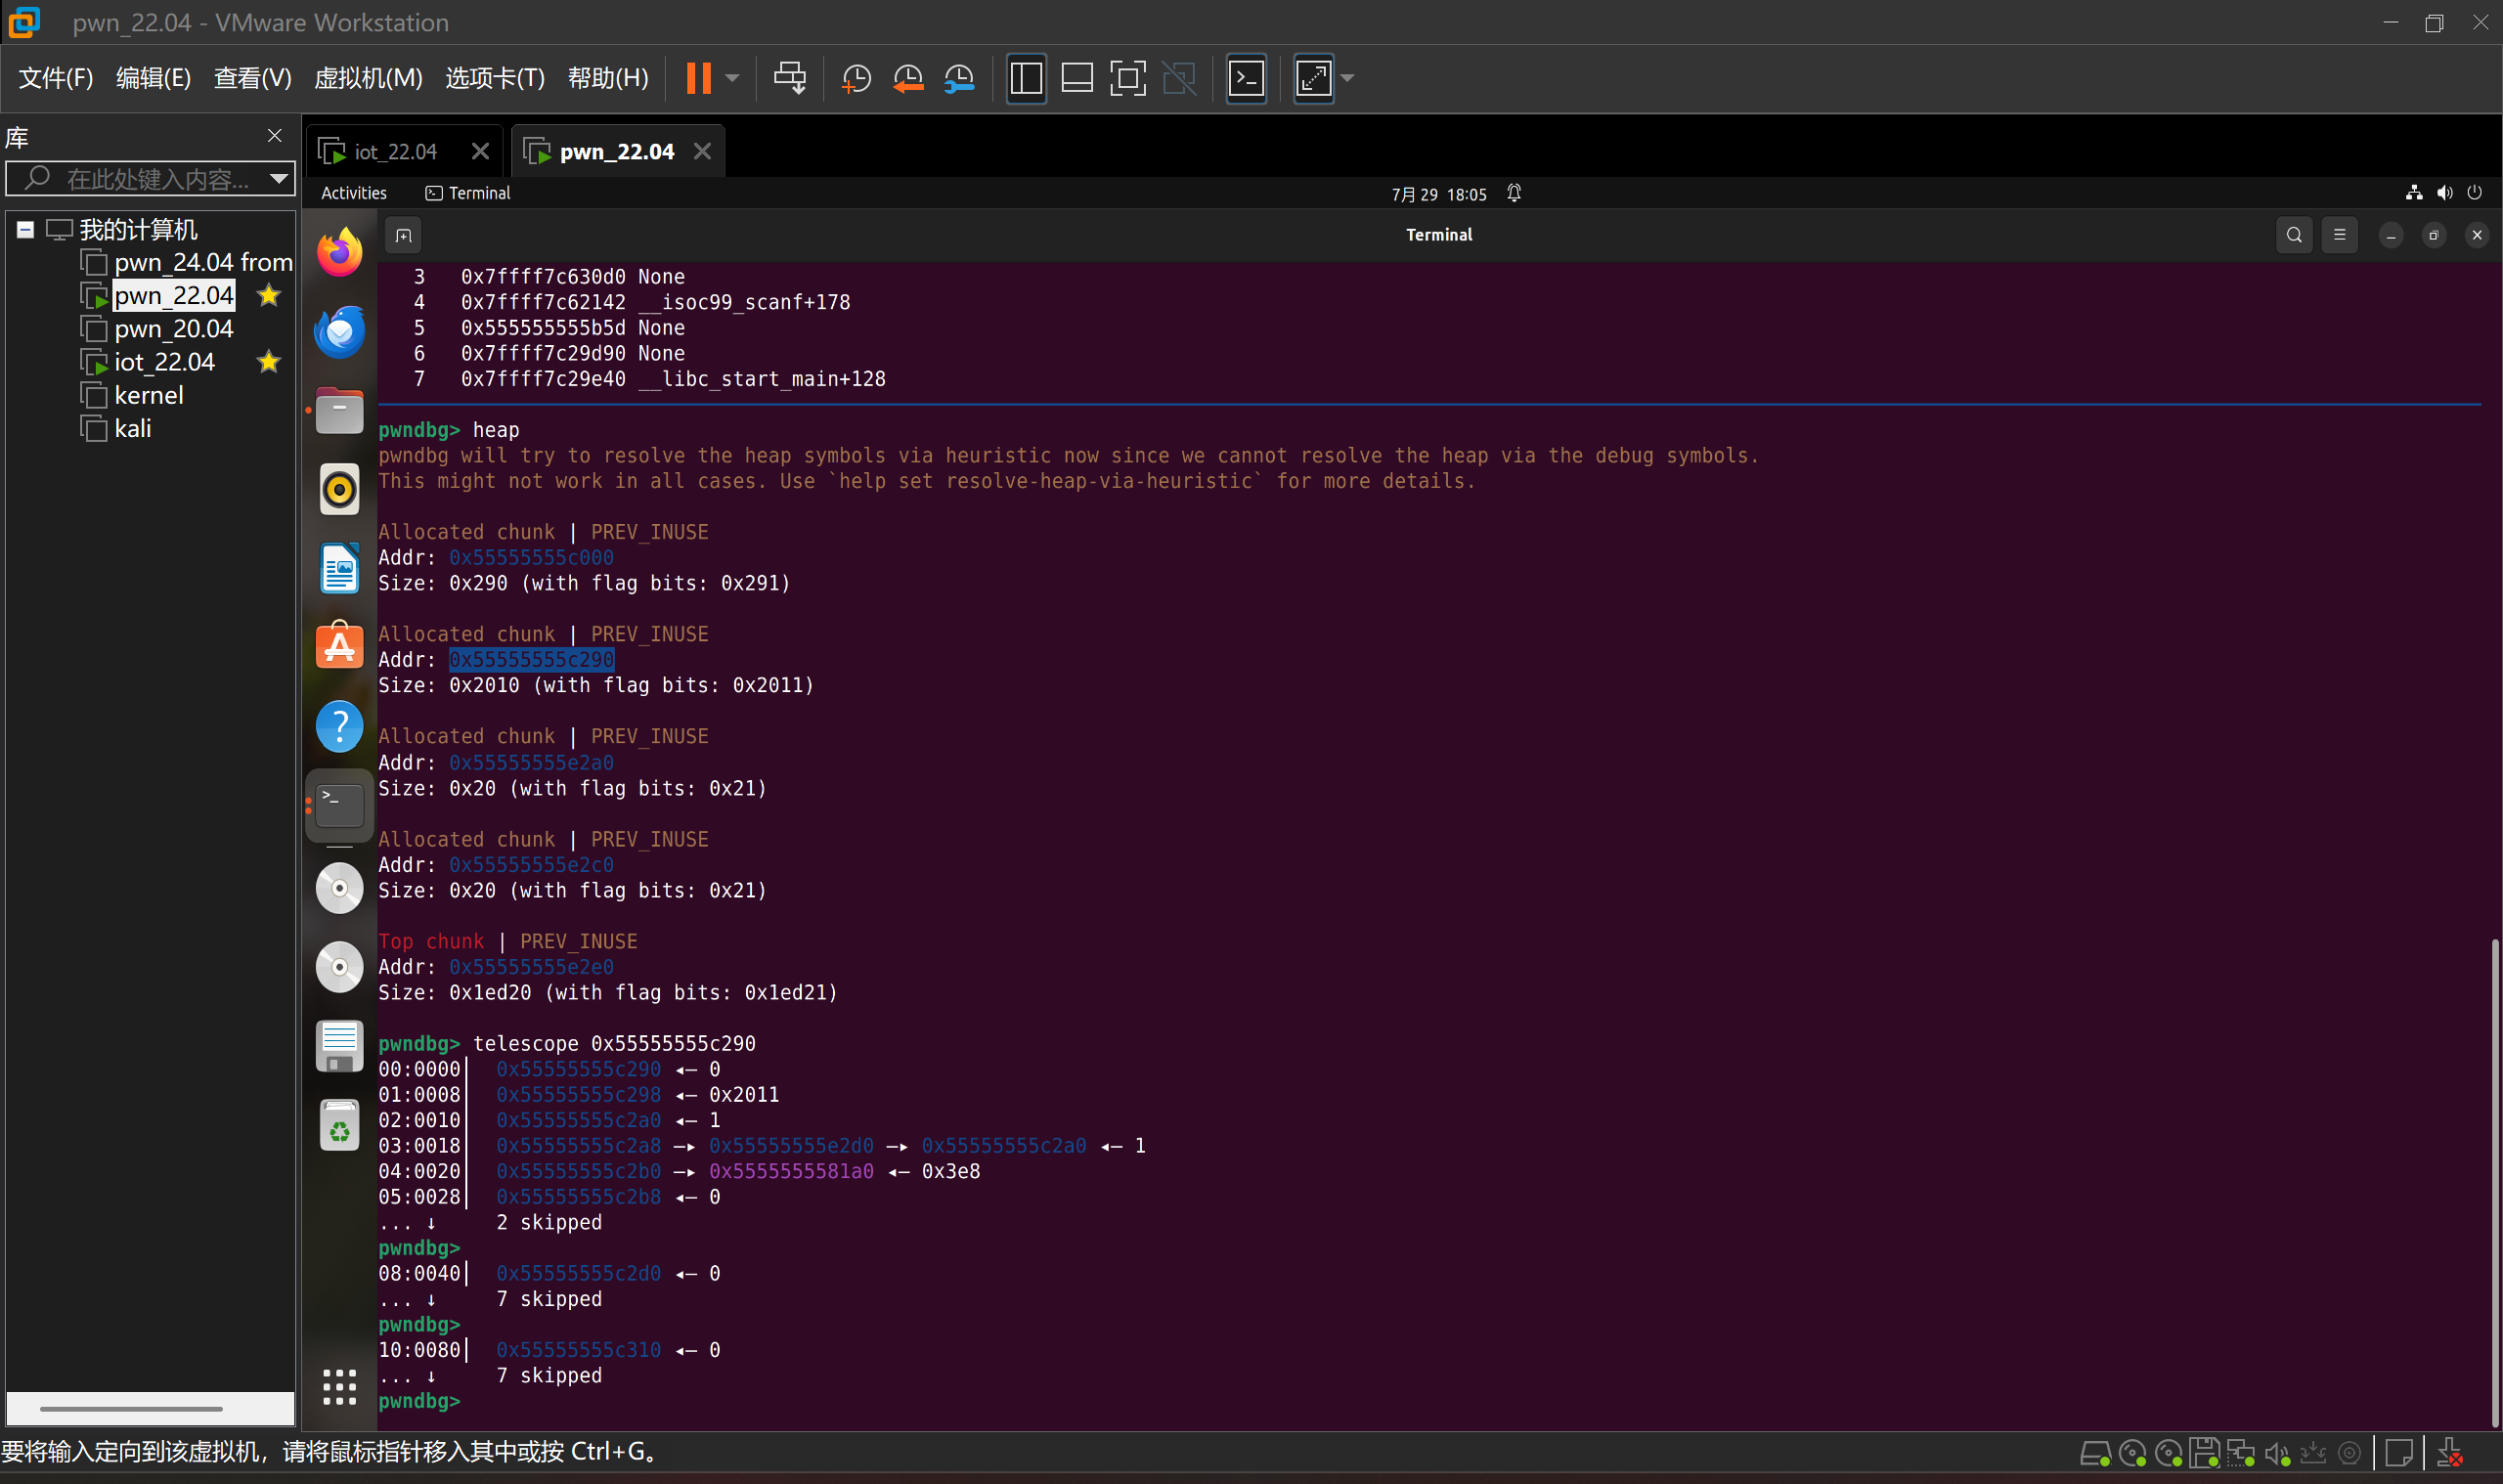 pwn_22.04 - VMware Workstation
文件(F) 编辑(E) 查看(V) 虚拟机(M) 选项卡(T) 帮助(H)
库
在此处键入内容...
我的计算机
pwn_24.04 from
pwn_22.04
pwn_20.04
iot_22.04
kernel
kali
iot_22.04
pwn_22.04
Activities Terminal 7月 29 18:05
Terminal
3 0x7ffff7c630d0 None
4 0x7ffff7c62142 __isoc99_scanf+178
5 0x555555555b5d None
6 0x7ffff7c29d90 None
7 0x7ffff7c29e40 __libc_start_main+128
pwndbg> heap
pwndbg will try to resolve the heap symbols via heuristic now since we cannot resolve the heap via the debug symbols.
This might not work in all cases. Use `help set resolve-heap-via-heuristic` for more details.
Allocated chunk | PREV_INUSE
Addr: 0x55555555c000
Size: 0x290 (with flag bits: 0x291)
Allocated chunk | PREV_INUSE
Addr: 0x55555555c290
Size: 0x2010 (with flag bits: 0x2011)
Allocated chunk | PREV_INUSE
Addr: 0x55555555e2a0
Size: 0x20 (with flag bits: 0x21)
Allocated chunk | PREV_INUSE
Addr: 0x55555555e2c0
Size: 0x20 (with flag bits: 0x21)
Top chunk | PREV_INUSE
Addr: 0x55555555e2e0
Size: 0x1ed20 (with flag bits: 0x1ed21)
pwndbg> telescope 0x55555555c290
00:0000│ 0x55555555c290 ◂— 0
01:0008│ 0x55555555c298 ◂— 0x2011
02:0010│ 0x55555555c2a0 ◂— 1
03:0018│ 0x55555555c2a8 —▸ 0x55555555e2d0 —▸ 0x55555555c2a0 ◂— 1
04:0020│ 0x55555555c2b0 —▸ 0x5555555581a0 ◂— 0x3e8
05:0028│ 0x55555555c2b8 ◂— 0
... ↓ 2 skipped
pwndbg>
08:0040│ 0x55555555c2d0 ◂— 0
... ↓ 7 skipped
pwndbg>
10:0080│ 0x55555555c310 ◂— 0
... ↓ 7 skipped
pwndbg>
要将输入定向到该虚拟机，请将鼠标指针移入其中或按 Ctrl+G。